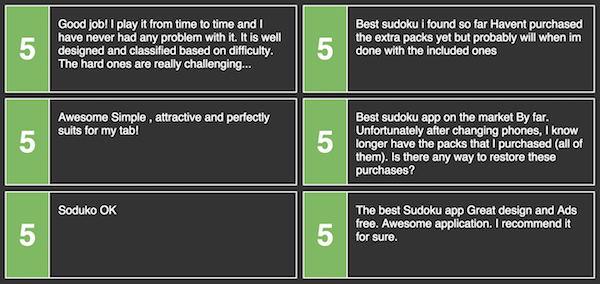 5
Good job! I play it from time to time and I
have never had any problem with it. It is well
designed and classified based on difficulty.
The hard ones are really challenging...
5
Best sudoku i found so far Havent purchased
the extra packs yet but probably will when im
done with the included ones
5
Awesome Simple , attractive and perfectly
suits for my tab!
5
Best sudoku app on the market By far.
Unfortunately after changing phones, I know
longer have the packs that I purchased (all of
them). Is there any way to restore these
purchases?
5
Soduko OK
5
The best Sudoku app Great design and Ads
free. Awesome application. I recommend it
for sure.